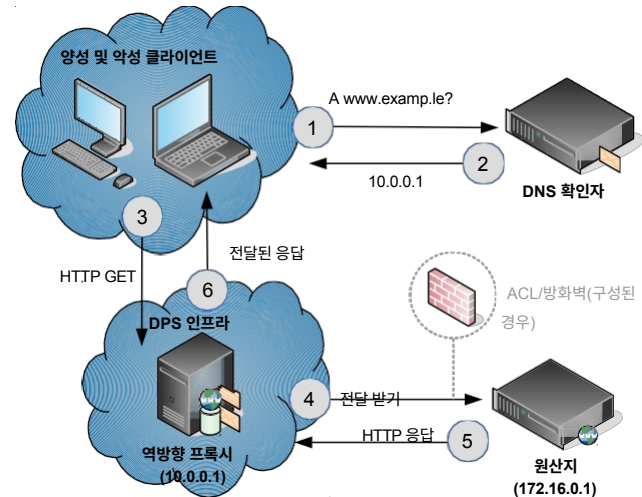 양성 및 악성 클라이언트
A www.examp.le?
1
2
10.0.0.1
DNS 확인자
3
전달된 응답
HTTP GET
6
ACL/방화벽(구성된
경우)
DPS 인프라
4
전달 받기
HTTP 응답
5
역방향 프록시
(10.0.0.1)
원산지
(172.16.0.1)